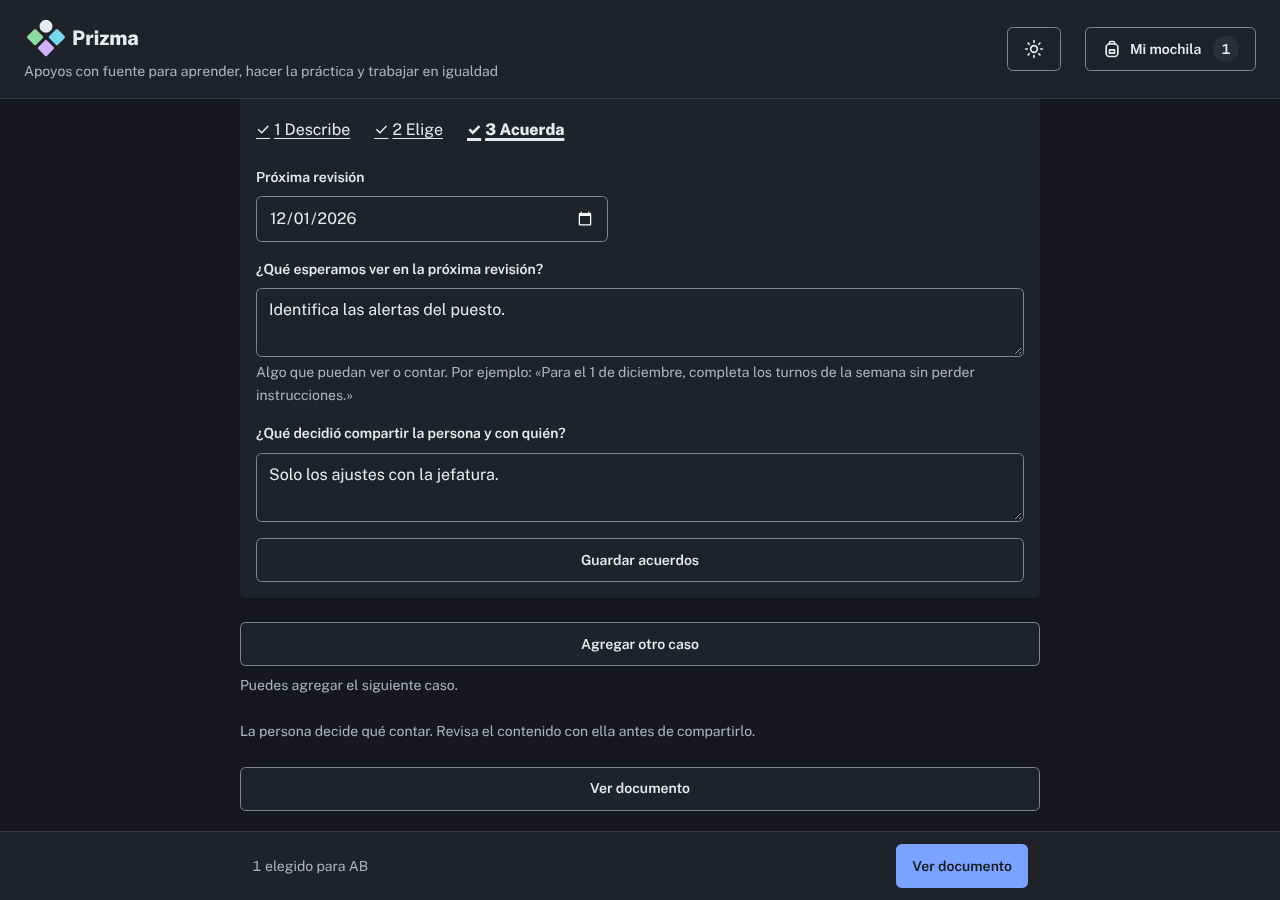 Prizma
Apoyos con fuente para aprender, hacer la práctica y trabajar en igualdad
Mi mochila 1
1 Describe
2 Elige
3 Acuerda
Próxima revisión
12/01/2026
¿Qué esperamos ver en la próxima revisión?
Identifica las alertas del puesto.
Algo que puedan ver o contar. Por ejemplo: «Para el 1 de diciembre, completa los turnos de la semana sin perder
instrucciones.»
¿Qué decidió compartir la persona y con quién?
Solo los ajustes con la jefatura.
Guardar acuerdos
Agregar otro caso
Puedes agregar el siguiente caso.
La persona decide qué contar. Revisa el contenido con ella antes de compartirlo.
Ver documento
1 elegido para AB
Ver documento